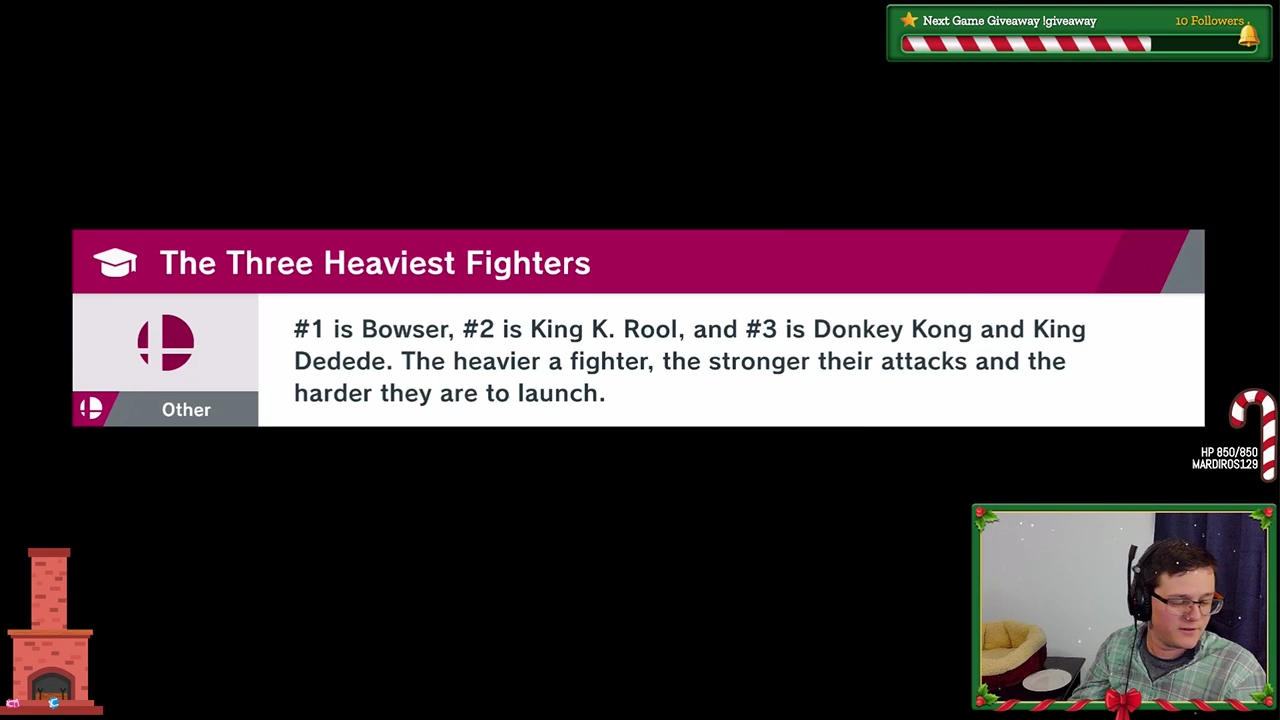 Next Game Giveaway !giveaway
10 Followers
The Three Heaviest Fighters
#1 is Bowser, #2 is King K. Rool, and #3 is Donkey Kong and King
Dedede. The heavier a fighter, the stronger their attacks and the
harder they are to launch.
Other
HP 850/850
MARDIROS129